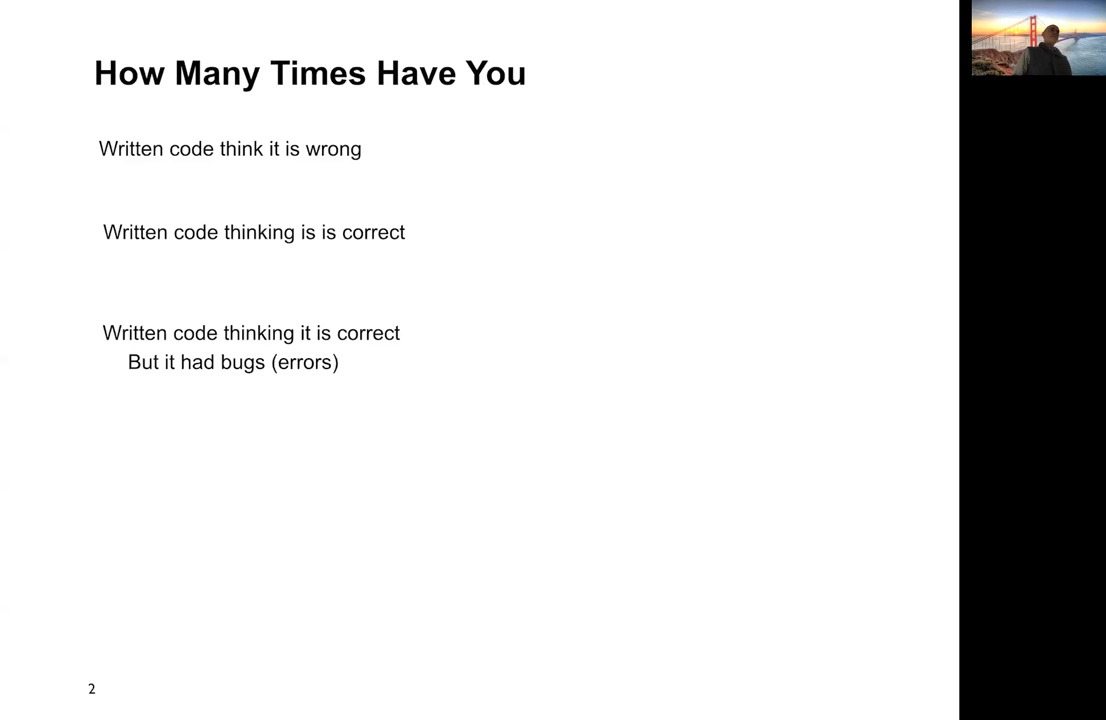 How Many Times Have You
Written code think it is wrong
Written code thinking is is correct
Written code thinking it is correct
But it had bugs (errors)
2